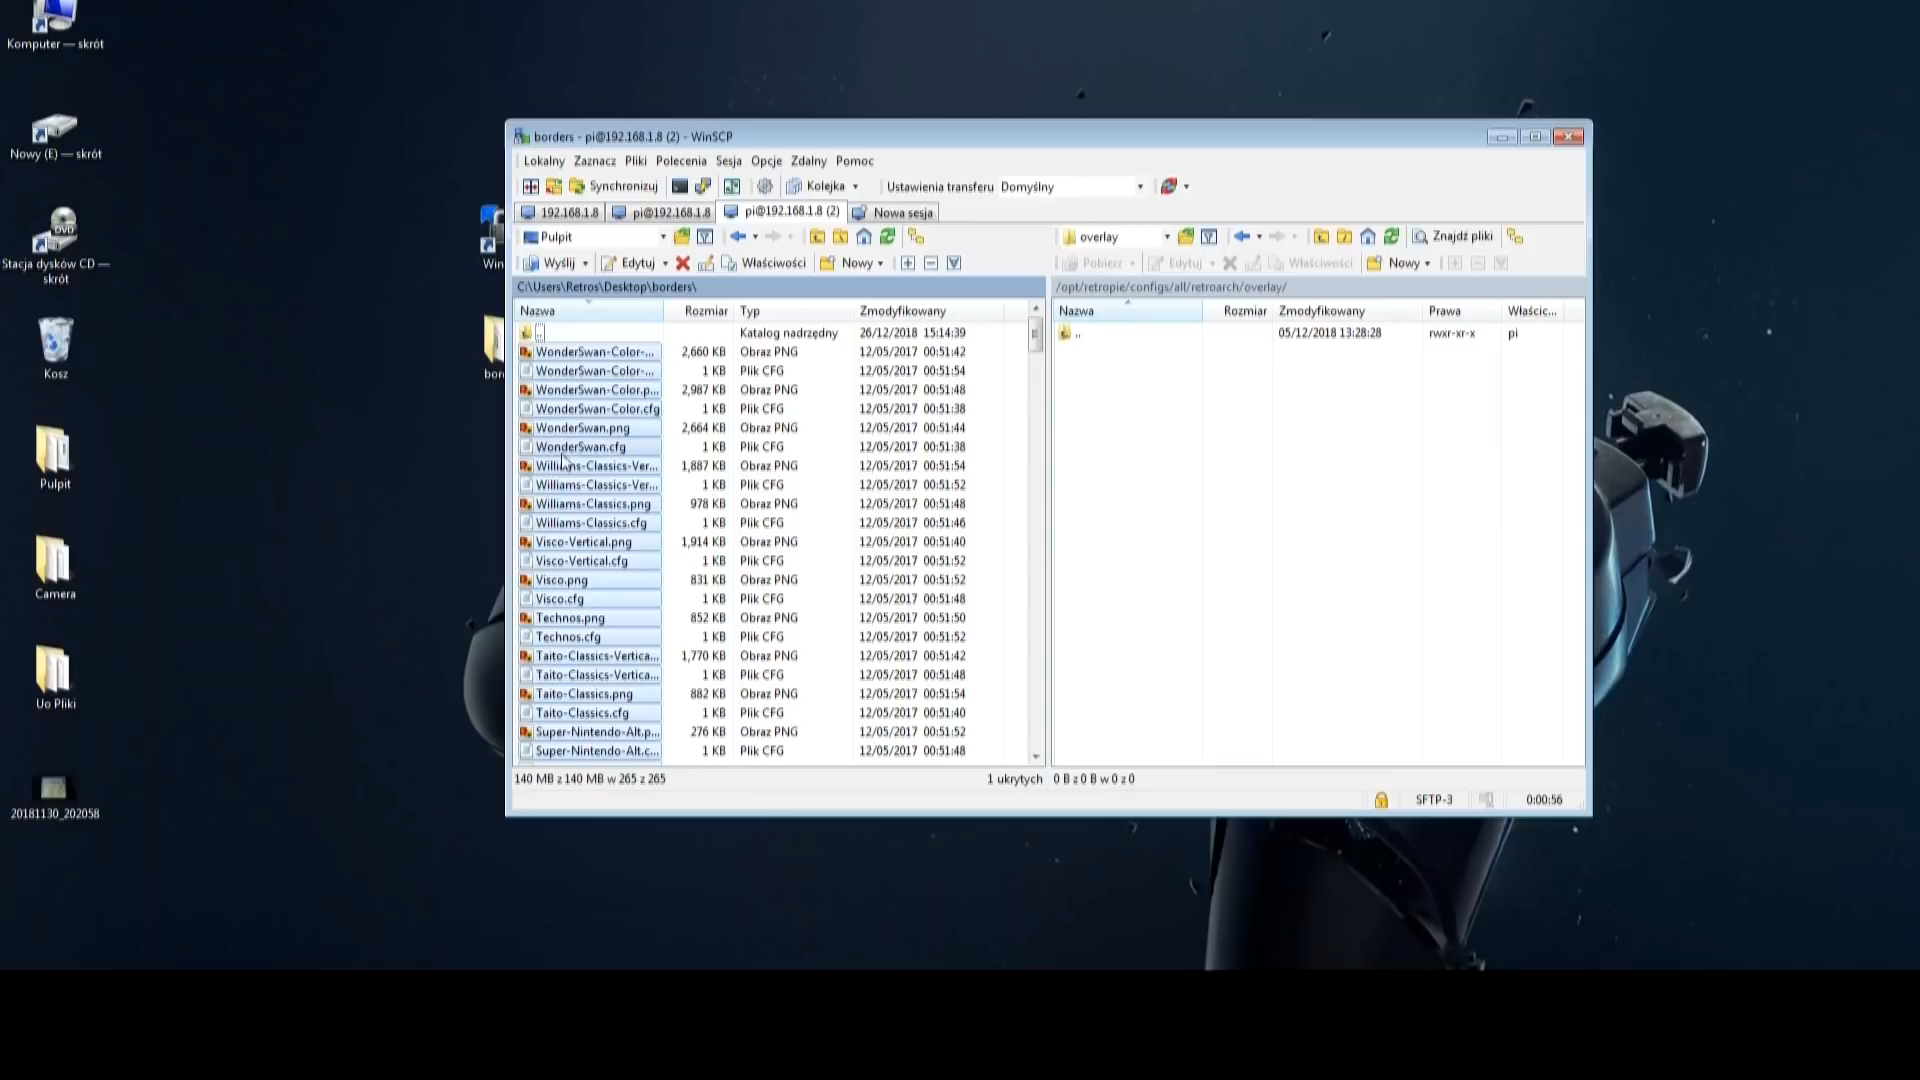 Komputer — skrót
Nowy (E) — skrót
DVD
Stacja dysków CD —
skrót
Kosz
Pulpit
Camera
Uo Pliki
20181130_202058
Win
bor
borders - pi@192.168.1.8 (2) - WinSCP
Lokalny Zaznacz Pliki Polecenia Sesja Opcje Zdalny Pomoc
Synchronizuj Kolejka Ustawienia transferu Domyślny
192.168.1.8 pi@192.168.1.8 pi@192.168.1.8 (2) Nowa sesja
Pulpit overlay Znajdź pliki
Wyślij Edytuj Właściwości Nowy Pobierz Edytuj Właściwości Nowy
C:\Users\Retros\Desktop\borders\ /opt/retropie/configs/all/retroarch/overlay/
Nazwa Rozmiar Typ Zmodyfikowany Nazwa Rozmiar Zmodyfikowany Prawa Właścic...
.. Katalog nadrzędny 26/12/2018 15:14:39 .. 05/12/2018 13:28:28 rwxr-xr-x pi
WonderSwan-Color-... 2,660 KB Obraz PNG 12/05/2017 00:51:42
WonderSwan-Color-... 1 KB Plik CFG 12/05/2017 00:51:54
WonderSwan-Color.p... 2,987 KB Obraz PNG 12/05/2017 00:51:48
WonderSwan-Color.cfg 1 KB Plik CFG 12/05/2017 00:51:38
WonderSwan.png 2,664 KB Obraz PNG 12/05/2017 00:51:44
WonderSwan.cfg 1 KB Plik CFG 12/05/2017 00:51:38
Williams-Classics-Ver... 1,887 KB Obraz PNG 12/05/2017 00:51:54
Williams-Classics-Ver... 1 KB Plik CFG 12/05/2017 00:51:52
Williams-Classics.png 978 KB Obraz PNG 12/05/2017 00:51:48
Williams-Classics.cfg 1 KB Plik CFG 12/05/2017 00:51:46
Visco-Vertical.png 1,914 KB Obraz PNG 12/05/2017 00:51:40
Visco-Vertical.cfg 1 KB Plik CFG 12/05/2017 00:51:52
Visco.png 831 KB Obraz PNG 12/05/2017 00:51:52
Visco.cfg 1 KB Plik CFG 12/05/2017 00:51:48
Technos.png 852 KB Obraz PNG 12/05/2017 00:51:50
Technos.cfg 1 KB Plik CFG 12/05/2017 00:51:52
Taito-Classics-Vertica... 1,770 KB Obraz PNG 12/05/2017 00:51:42
Taito-Classics-Vertica... 1 KB Plik CFG 12/05/2017 00:51:48
Taito-Classics.png 882 KB Obraz PNG 12/05/2017 00:51:54
Taito-Classics.cfg 1 KB Plik CFG 12/05/2017 00:51:40
Super-Nintendo-Alt.p... 276 KB Obraz PNG 12/05/2017 00:51:52
Super-Nintendo-Alt.c... 1 KB Plik CFG 12/05/2017 00:51:48
140 MB z 140 MB w 265 z 265 1 ukrytych 0 B z 0 B w 0 z 0
SFTP-3 0:00:56